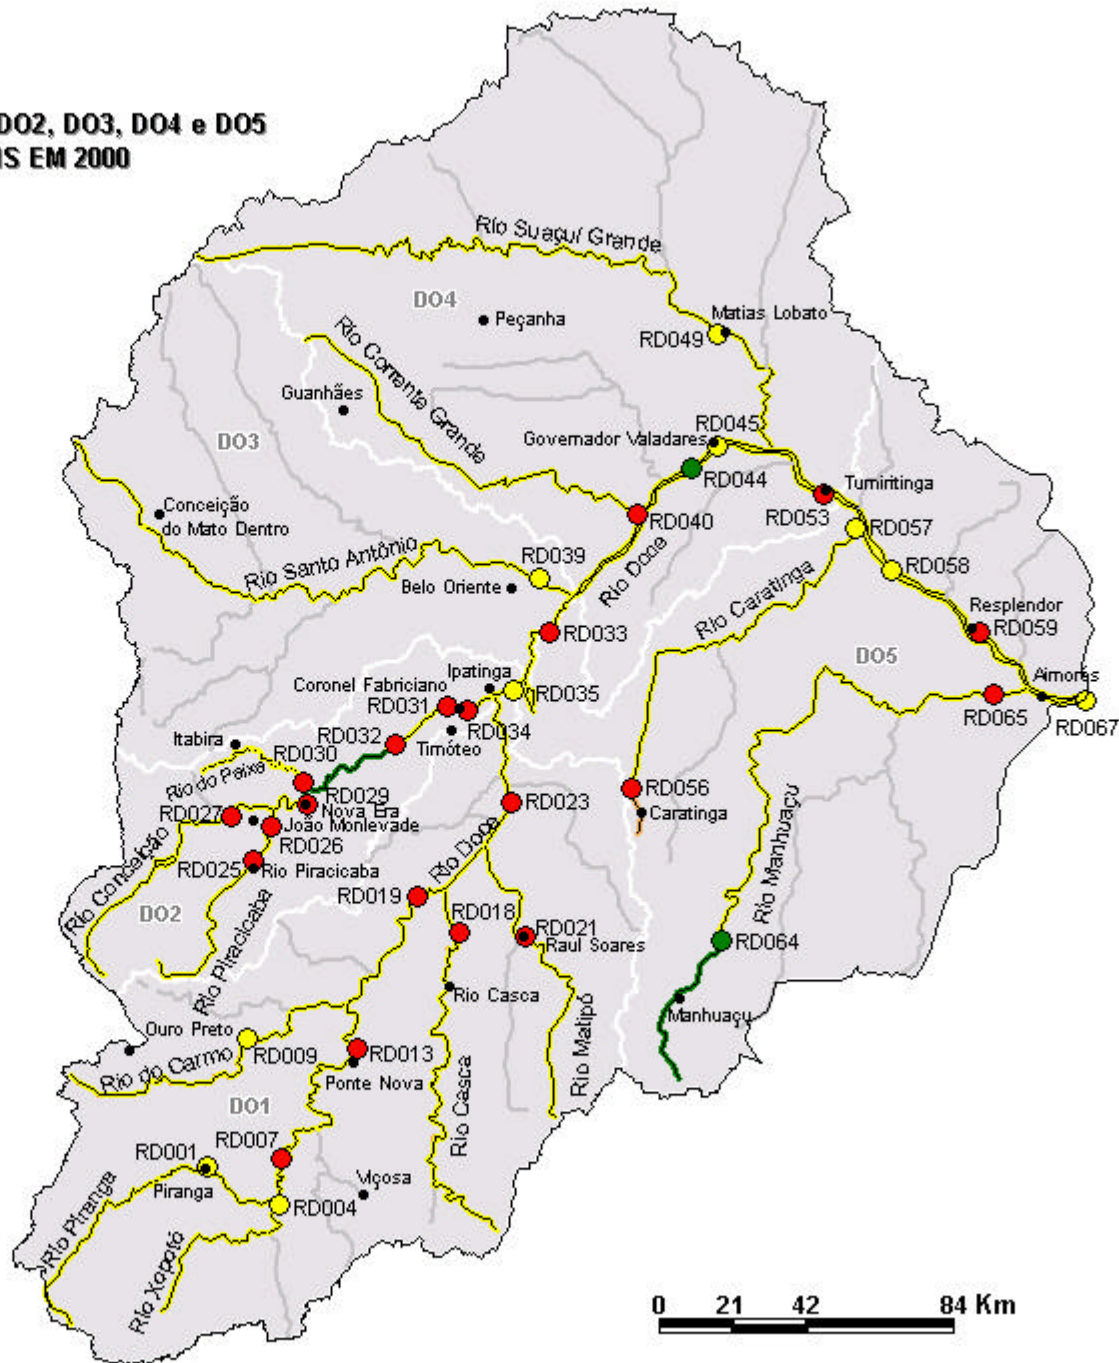 DO2, DO3, DO4 e DO5
IS EM 2000
Rio Suaçuí Grande
DO4
Peçanha
Matias Lobato
RD049
Rio Corrente Grande
Guanhães
DO3
RD045
Governador Valadares
RD044
Tumiritinga
RD053
RD040
RD057
Conceição
do Mato Dentro
Rio Santo Antônio
RD039
Belo Oriente
Rio Doce
Rio Caratinga
RD058
Resplendor
RD059
RD033
DO5
Ipatinga
Coronel Fabriciano
RD035
Aimorés
RD031
RD065
RD067
RD034
Itabira
RD032
Timóteo
RD030
Rio do Peixe
RD056
RD029
Nova Era
RD023
Caratinga
RD027
João Monlevade
RD026
Rio Conceição
RD025
Rio Piracicaba
Rio Doce
Rio Manhuaçu
RD019
DO2
RD018
RD021
Raul Soares
RD064
Rio Piracicaba
Rio Casca
Manhuaçu
Ouro Preto
RD009
RD013
Rio do Carmo
Ponte Nova
Rio Matipó
DO1
Rio Casca
RD007
RD001
Piranga
Viçosa
Rio Piranga
RD004
Rio Xopotó
0 21 42 84 Km